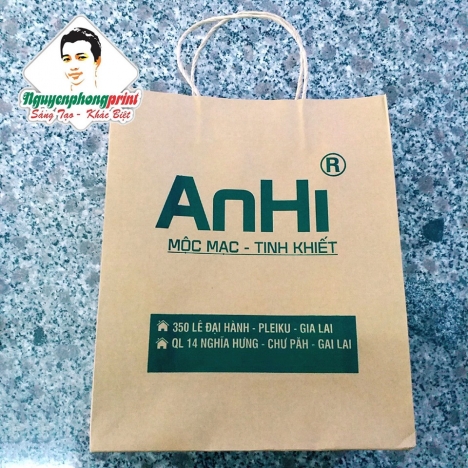 Nguyenphongprint
Sáng Tạo - Khác Biệt
AnHi ®
MỘC MẠC - TINH KHIẾT
350 LÊ ĐẠI HÀNH - PLEIKU - GIA LAI
QL 14 NGHĨA HƯNG - CHƯ PĂH - GAI LAI